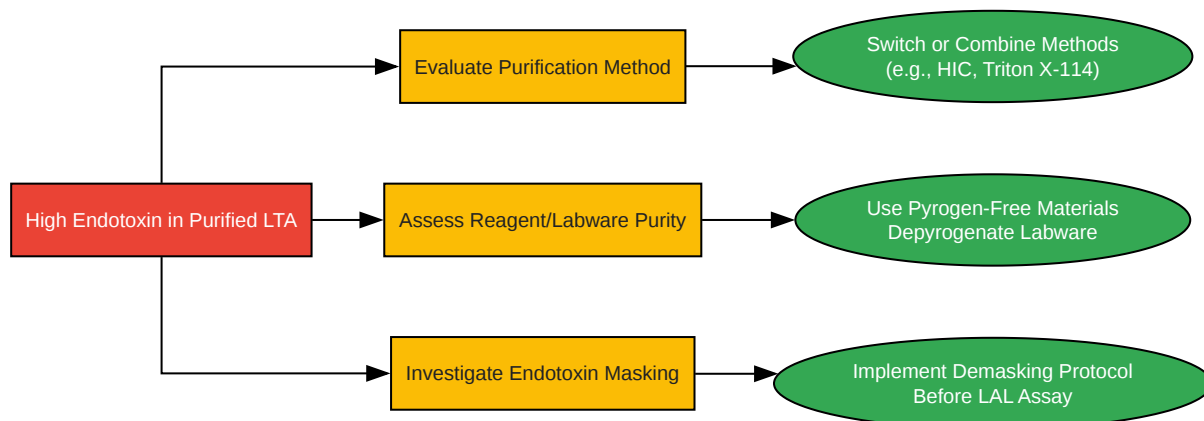 High Endotoxin in Purified LTA
Evaluate Purification Method
Switch or Combine Methods
(e.g., HIC, Triton X-114)
Assess Reagent/Labware Purity
Use Pyrogen-Free Materials
Depyrogenate Labware
Investigate Endotoxin Masking
Implement Demasking Protocol
Before LAL Assay